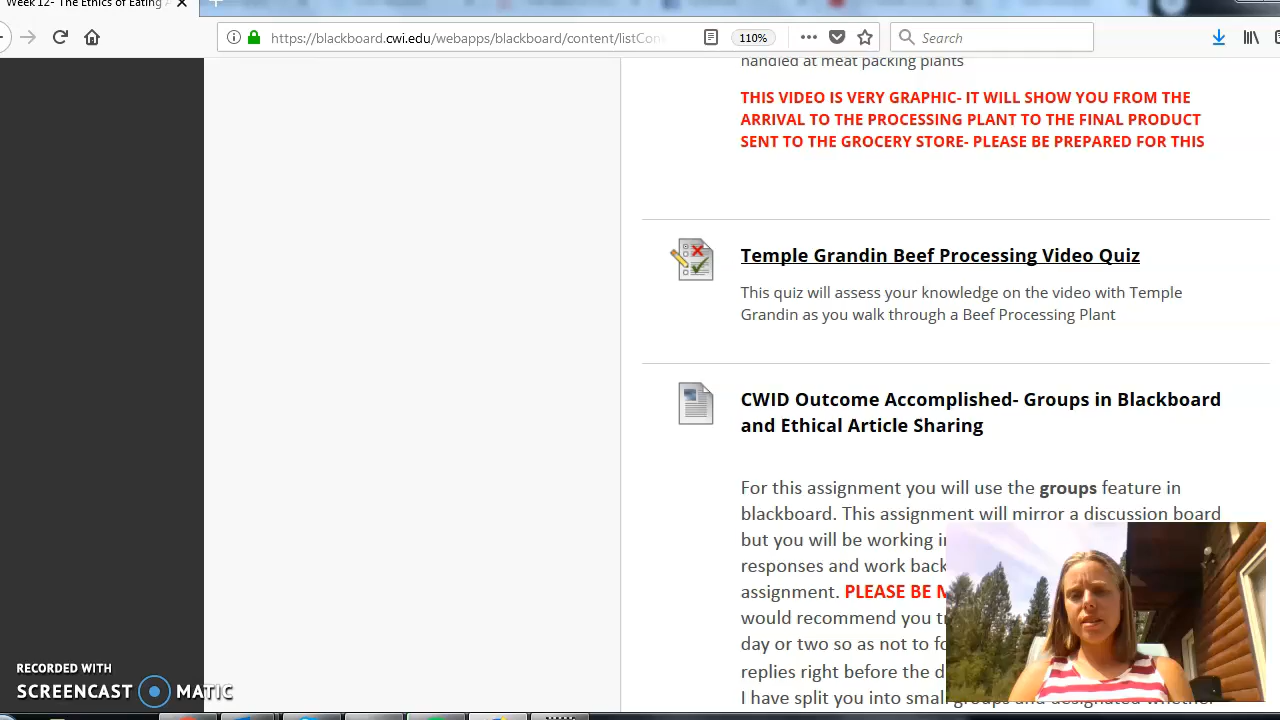 Week 12- The Ethics of Eating
https://blackboard.cwi.edu/webapps/blackboard/content/listCon
110%
Search
handled at meat packing plants
THIS VIDEO IS VERY GRAPHIC- IT WILL SHOW YOU FROM THE
ARRIVAL TO THE PROCESSING PLANT TO THE FINAL PRODUCT
SENT TO THE GROCERY STORE- PLEASE BE PREPARED FOR THIS
Temple Grandin Beef Processing Video Quiz
This quiz will assess your knowledge on the video with Temple
Grandin as you walk through a Beef Processing Plant
CWID Outcome Accomplished- Groups in Blackboard
and Ethical Article Sharing
For this assignment you will use the groups feature in
blackboard. This assignment will mirror a discussion board
but you will be working
responses and work back
assignment. PLEASE BE
would recommend you
day or two so as not to
replies right before the
I have split you into small groups and designated whether
RECORDED WITH
SCREENCAST MATIC